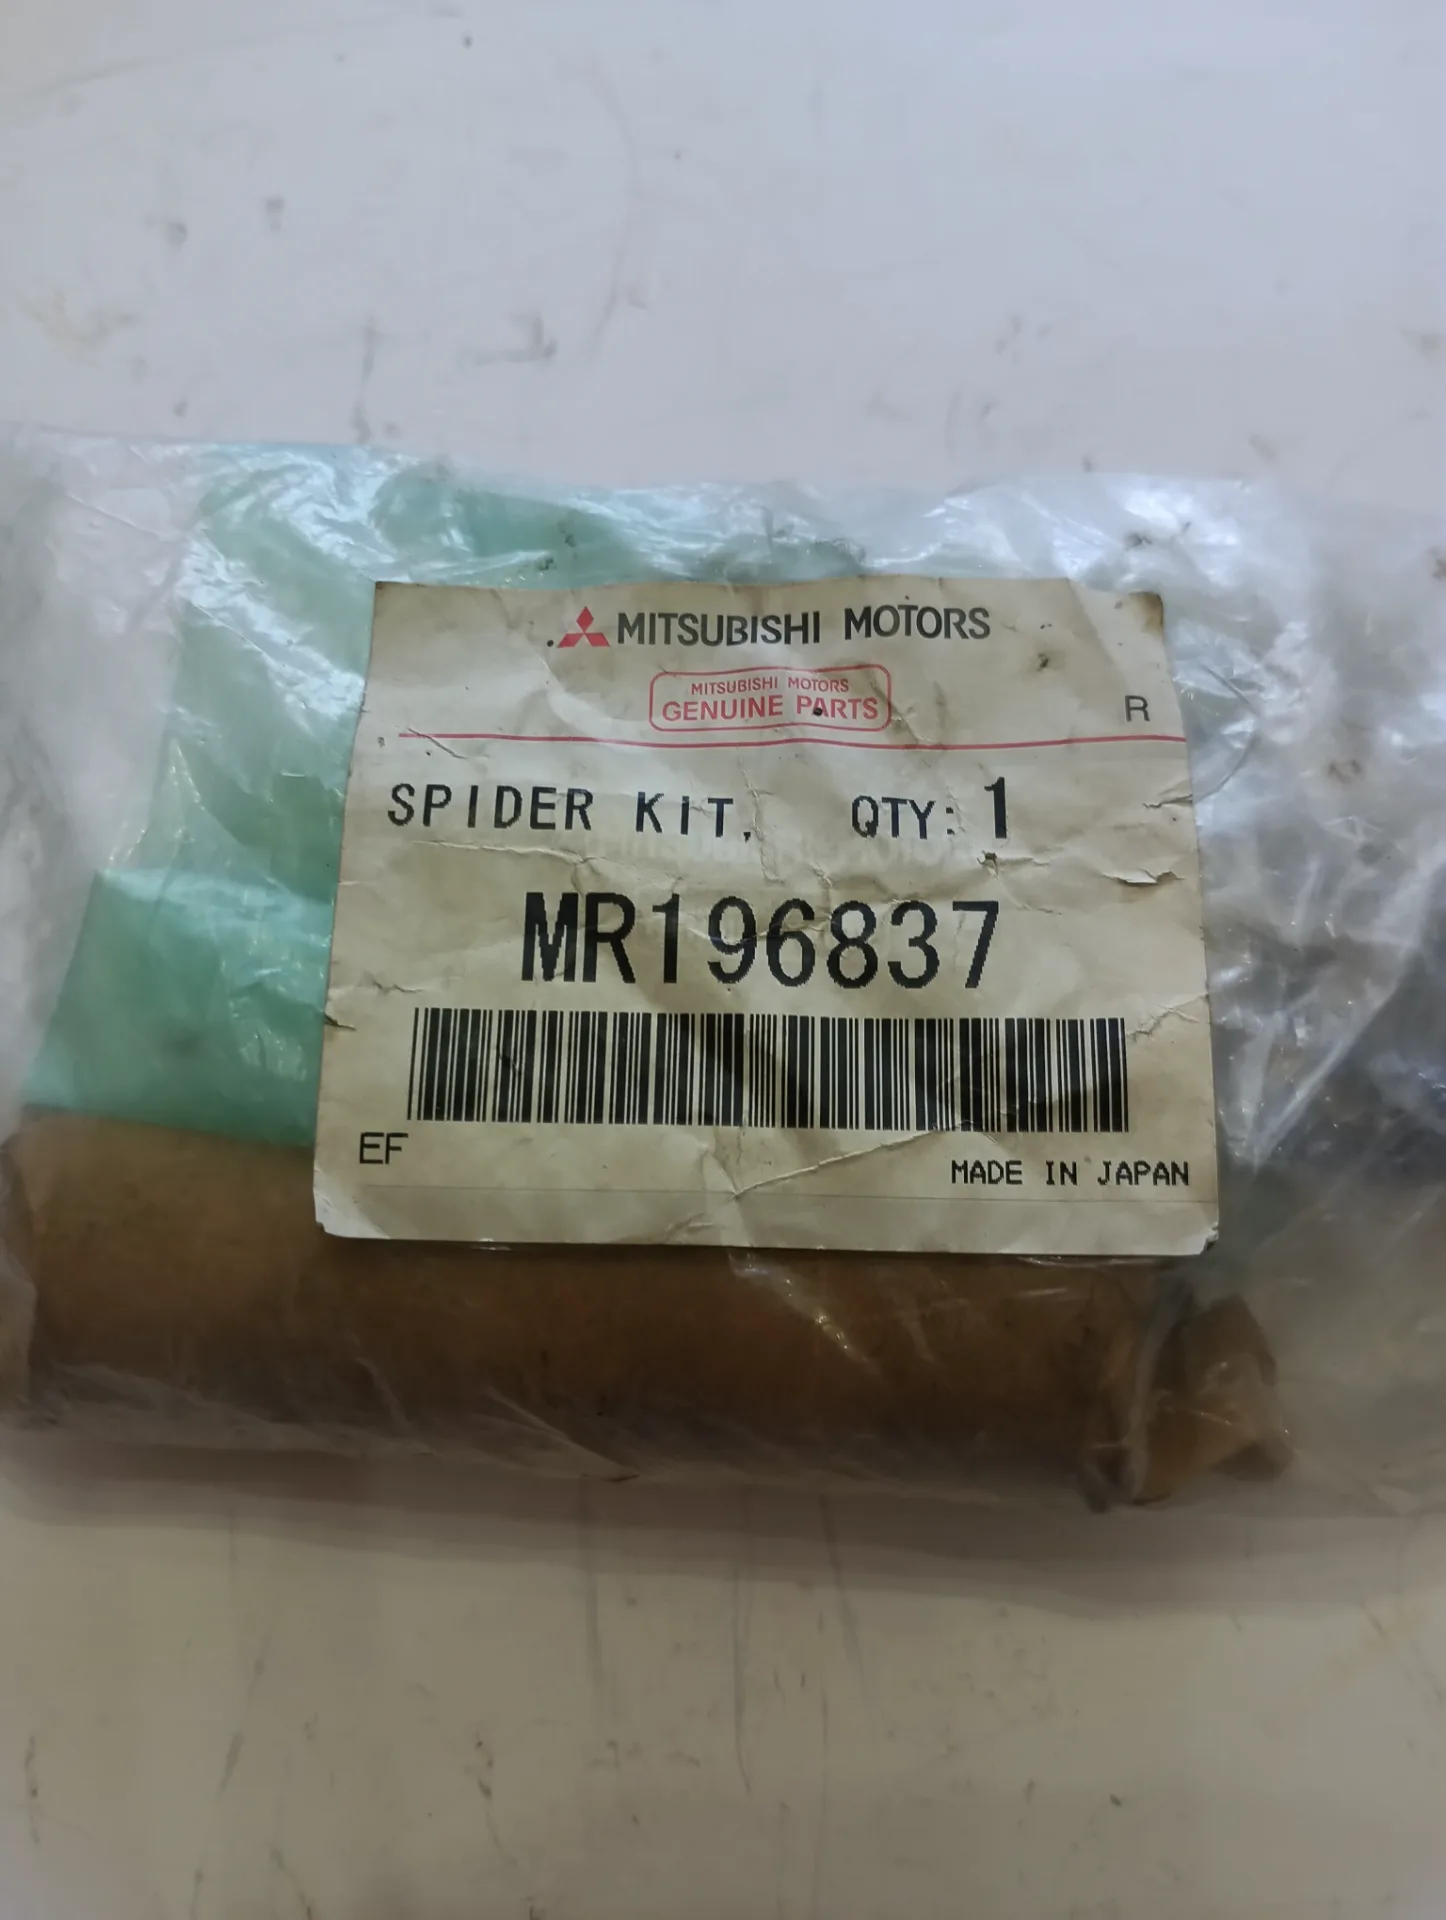 MITSUBISHI MOTORS
MITSUBISHI MOTORS
GENUINE PARTS
R
SPIDER KIT, QTY: 1
MR196837
EF
MADE IN JAPAN